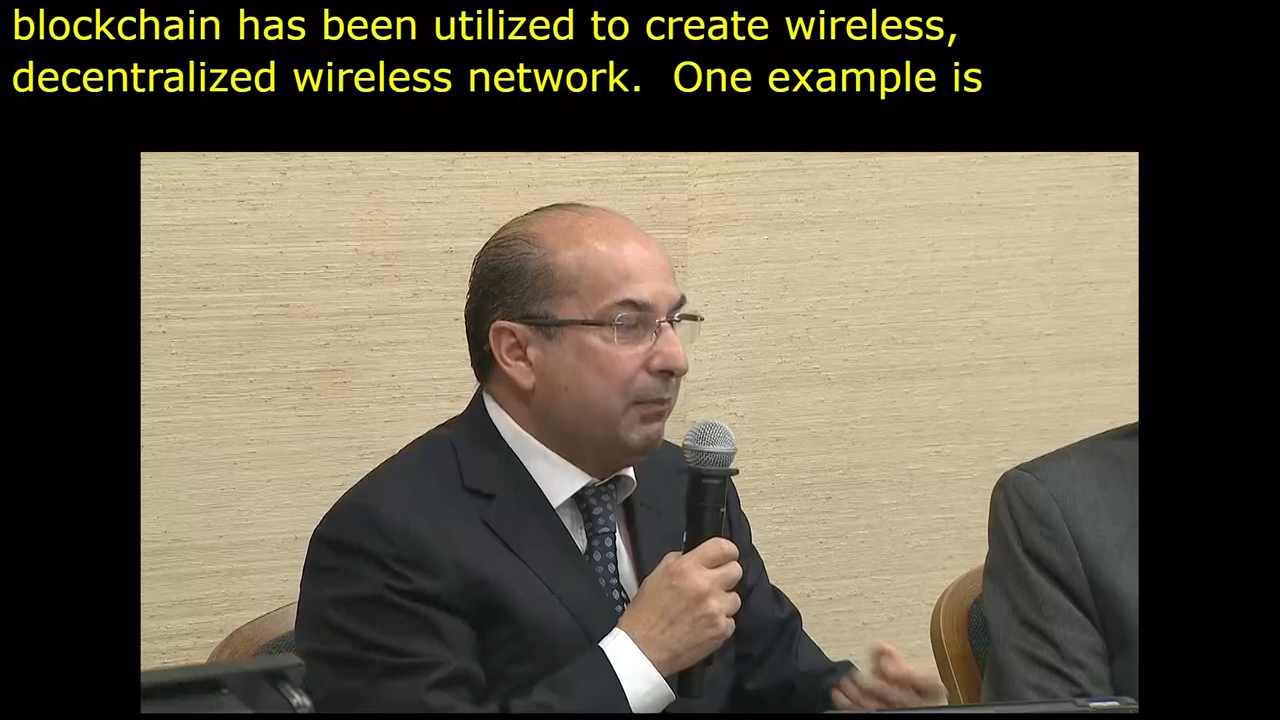 blockchain has been utilized to create wireless,
decentralized wireless network.  One example is